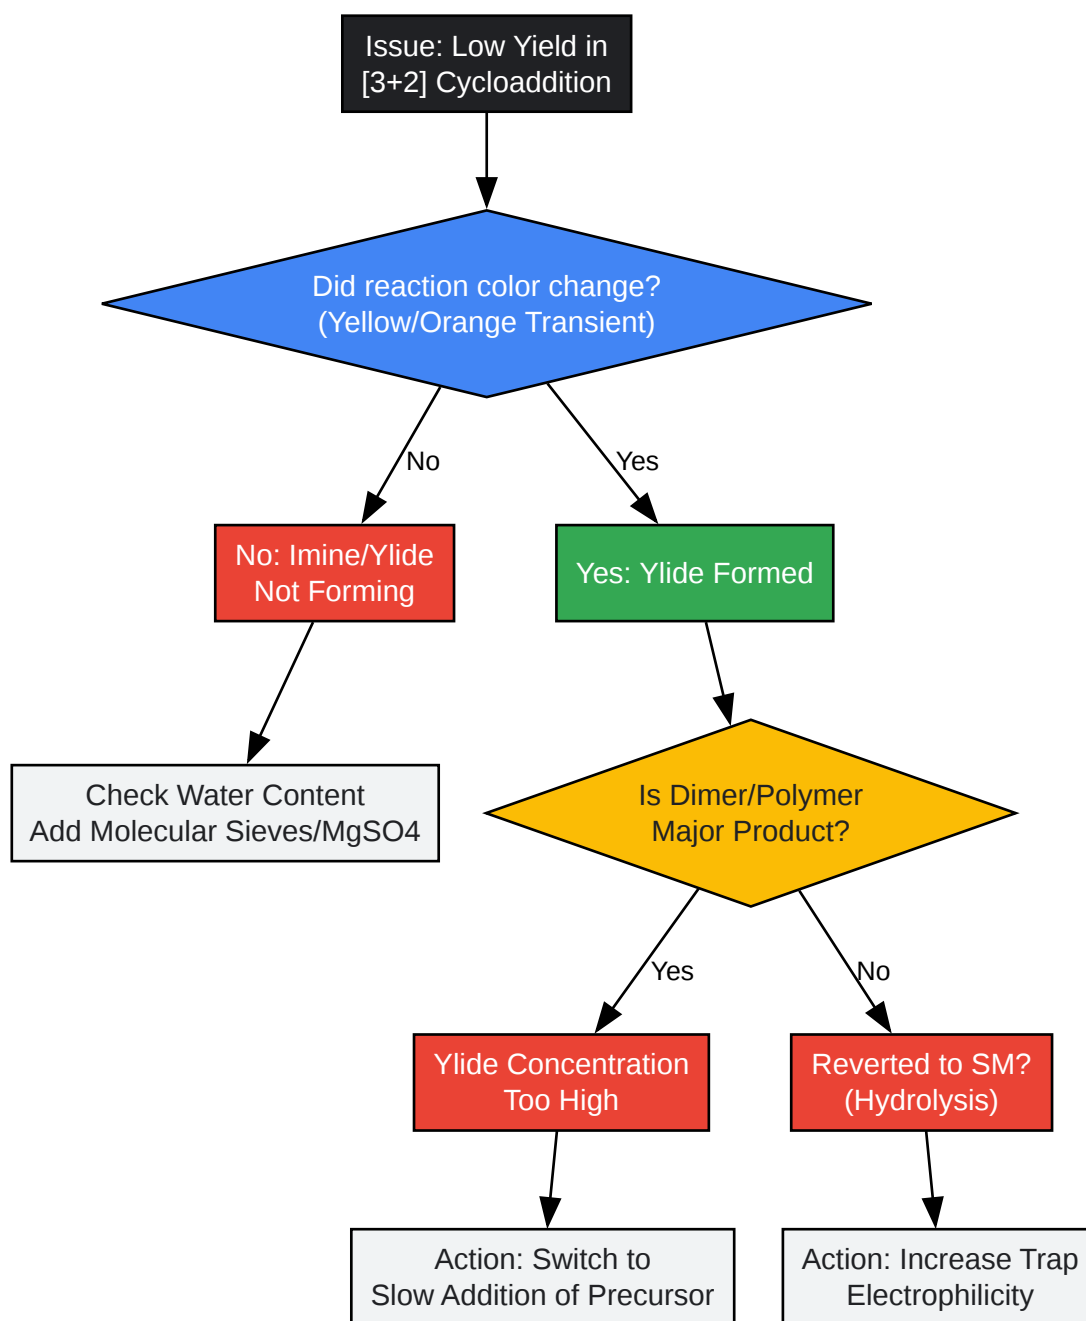 Issue: Low Yield in
[3+2] Cycloaddition
Did reaction color change?
(Yellow/Orange Transient)
No
Yes
No: Imine/Ylide
Not Forming
Yes: Ylide Formed
Check Water Content
Add Molecular Sieves/MgSO4
Is Dimer/Polymer
Major Product?
Yes
No
Ylide Concentration
Too High
Reverted to SM?
(Hydrolysis)
Action: Switch to
Slow Addition of Precursor
Action: Increase Trap
Electrophilicity